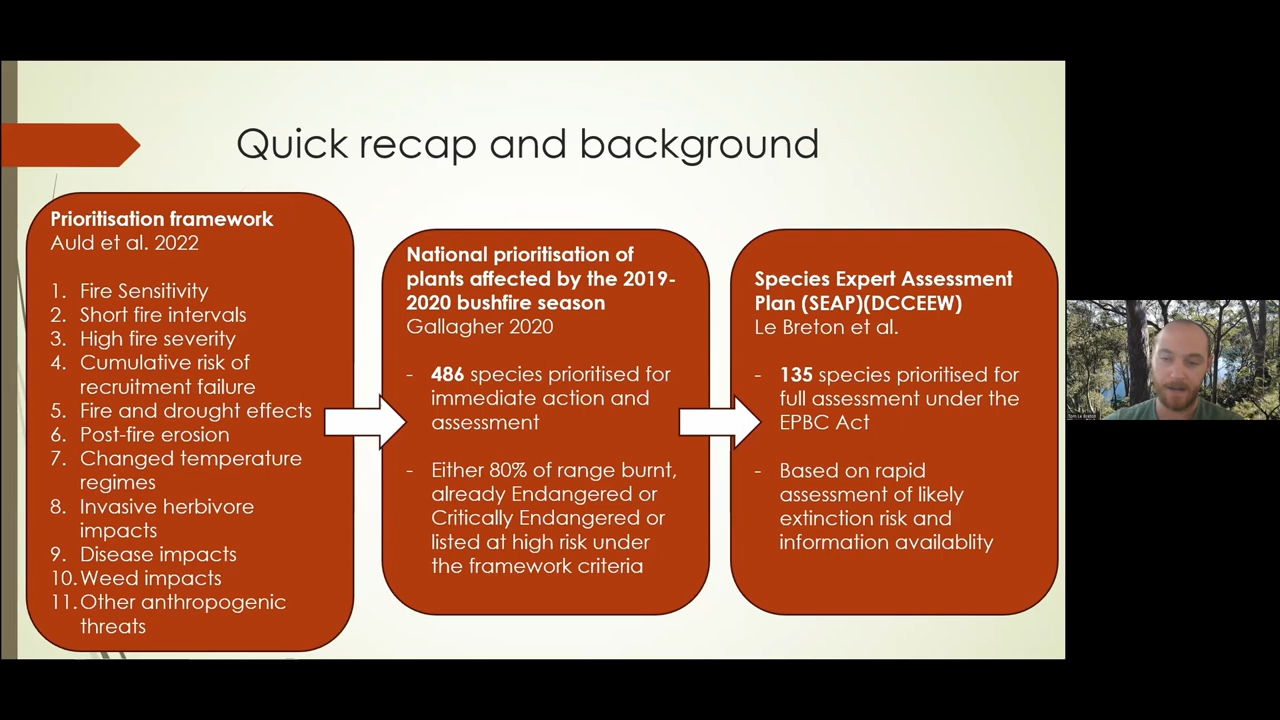 Quick recap and background
Prioritisation framework
Auld et al. 2022
1. Fire Sensitivity
2. Short fire intervals
3. High fire severity
4. Cumulative risk of
recruitment failure
5. Fire and drought effects
6. Post-fire erosion
7. Changed temperature
regimes
8. Invasive herbivore
impacts
9. Disease impacts
10. Weed impacts
11. Other anthropogenic
threats
National prioritisation of
plants affected by the 2019-
2020 bushfire season
Gallagher 2020
- 486 species prioritised for
immediate action and
assessment
- Either 80% of range burnt,
already Endangered or
Critically Endangered or
listed at high risk under
the framework criteria
Species Expert Assessment
Plan (SEAP)(DCCEEW)
Le Breton et al.
- 135 species prioritised for
full assessment under the
EPBC Act
- Based on rapid
assessment of likely
extinction risk and
information availablity
Tom Le Breton